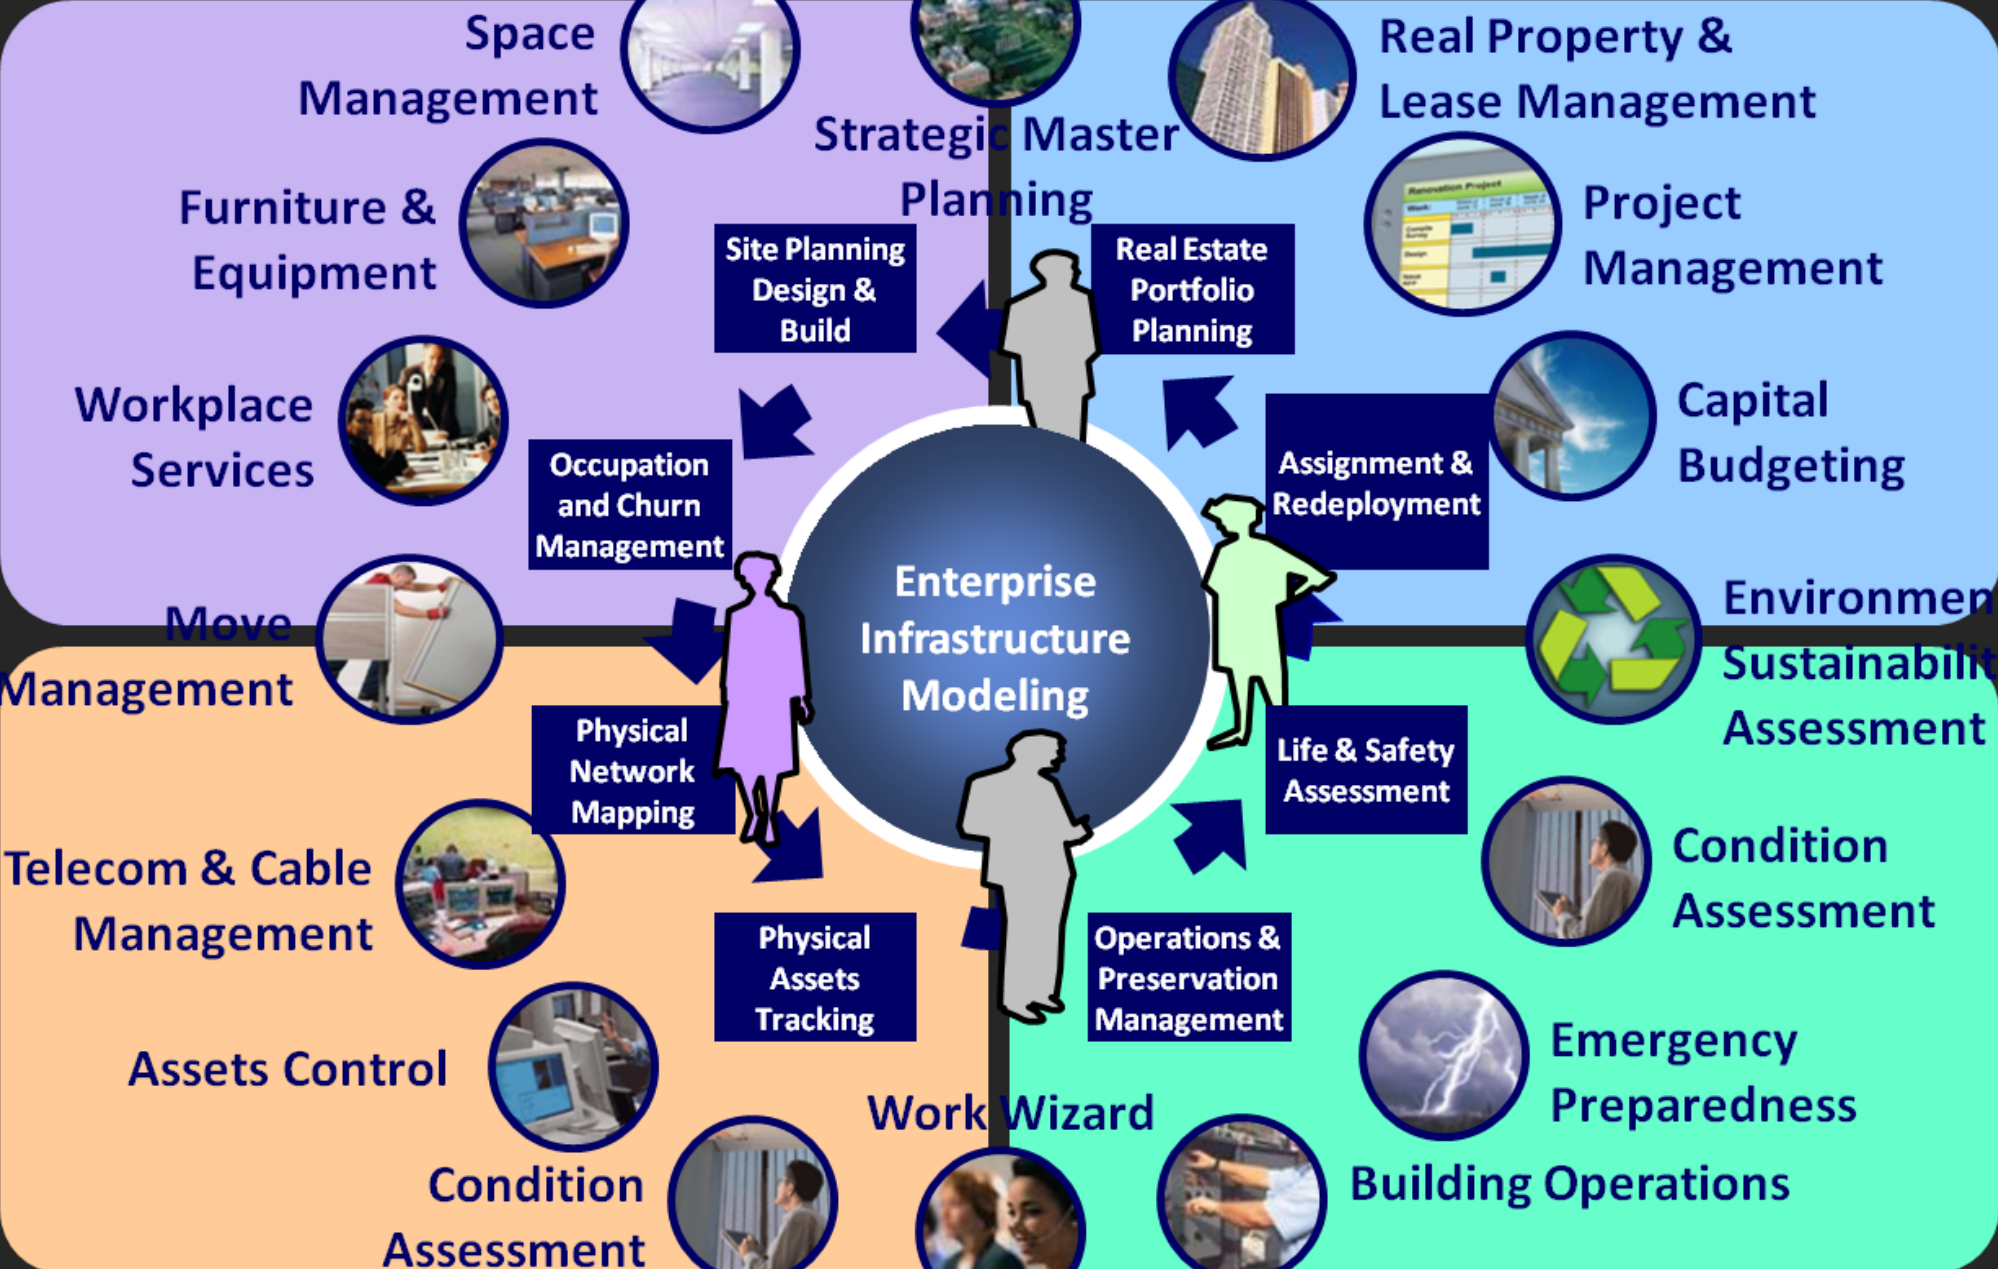 Space
Management
Strategic Master
Planning
Real Property &
Lease Management
Furniture &
Equipment
Renovation Project
Project
Management
Site Planning
Design &
Build
Real Estate
Portfolio
Planning
Workplace
Services
Capital
Budgeting
Occupation
and Churn
Management
Assignment &
Redeployment
Enterprise
Infrastructure
Modeling
Move
Management
Environmen
Sustainabilit
Assessment
Physical
Network
Mapping
Life & Safety
Assessment
Telecom & Cable
Management
Condition
Assessment
Physical
Assets
Tracking
Operations &
Preservation
Management
Assets Control
Emergency
Preparedness
Work Wizard
Condition
Assessment
Building Operations